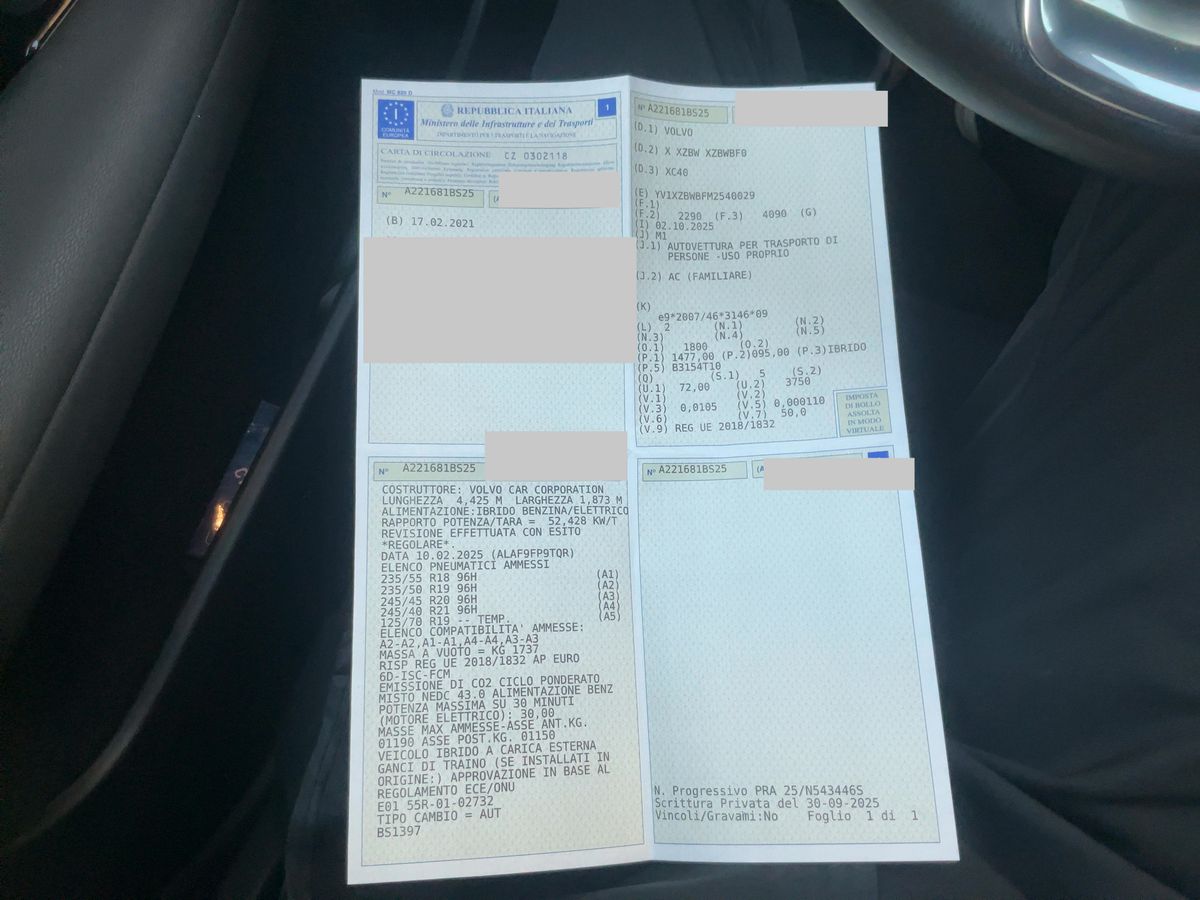 Mod. MC 820 D
REPUBBLICA ITALIANA
1
Ministero delle Infrastrutture e dei Trasporti
DIPARTIMENTO PER I TRASPORTI E LA NAVIGAZIONE
I
COMUNITÀ
EUROPEA
CARTA DI CIRCOLAZIONE CZ 0302118
N° A221681BS25
(B) 17.02.2021
N° A221681BS25
(D.1) VOLVO
(D.2) X XZBW XZBWBF0
(D.3) XC40
(E) YV1XZBWBFM2540029
(F.1)
(F.2) 2290 (F.3) 4090 (G)
(I) 02.10.2025
(J) M1
(J.1) AUTOVETTURA PER TRASPORTO DI
PERSONE -USO PROPRIO
(J.2) AC (FAMILIARE)
(K)
e9*2007/46*3146*09
(L) 2 (N.1) (N.2)
(N.3) (N.4) (N.5)
(O.1) 1800 (O.2)
(P.1) 1477,00 (P.2)095,00 (P.3)IBRIDO
(P.5) B3154T10
(Q) (S.1) 5 (S.2)
(U.1) 72,00 (U.2) 3750
(V.1) (V.2)
(V.3) 0,0105 (V.5) 0,000110
(V.6) (V.7) 50,0
(V.9) REG UE 2018/1832
IMPOSTA
DI BOLLO
ASSOLTA
IN MODO
VIRTUALE
N° A221681BS25
COSTRUTTORE: VOLVO CAR CORPORATION
LUNGHEZZA 4,425 M LARGHEZZA 1,873 M
ALIMENTAZIONE:IBRIDO BENZINA/ELETTRICO
RAPPORTO POTENZA/TARA = 52,428 KW/T
REVISIONE EFFETTUATA CON ESITO
*REGOLARE*.
DATA 10.02.2025 (ALAF9FP9TQR)
ELENCO PNEUMATICI AMMESSI
235/55 R18 96H (A1)
235/50 R19 96H (A2)
245/45 R20 96H (A3)
245/40 R21 96H (A4)
125/70 R19 -- TEMP. (A5)
ELENCO COMPATIBILITA' AMMESSE:
A2-A2,A1-A1,A4-A4,A3-A3
MASSA A VUOTO = KG 1737
RISP REG UE 2018/1832 AP EURO
6D-ISC-FCM
EMISSIONE DI CO2 CICLO PONDERATO
MISTO NEDC 43.0 ALIMENTAZIONE BENZ
POTENZA MASSIMA SU 30 MINUTI
(MOTORE ELETTRICO): 30,00
MASSE MAX AMMESSE-ASSE ANT.KG.
01190 ASSE POST.KG. 01150
VEICOLO IBRIDO A CARICA ESTERNA
GANCI DI TRAINO (SE INSTALLATI IN
ORIGINE:) APPROVAZIONE IN BASE AL
REGOLAMENTO ECE/ONU
E01 55R-01-02732
TIPO CAMBIO = AUT
BS1397
N° A221681BS25 (A
N. Progressivo PRA 25/N543446S
Scrittura Privata del 30-09-2025
Vincoli/Gravami:No Foglio 1 di 1